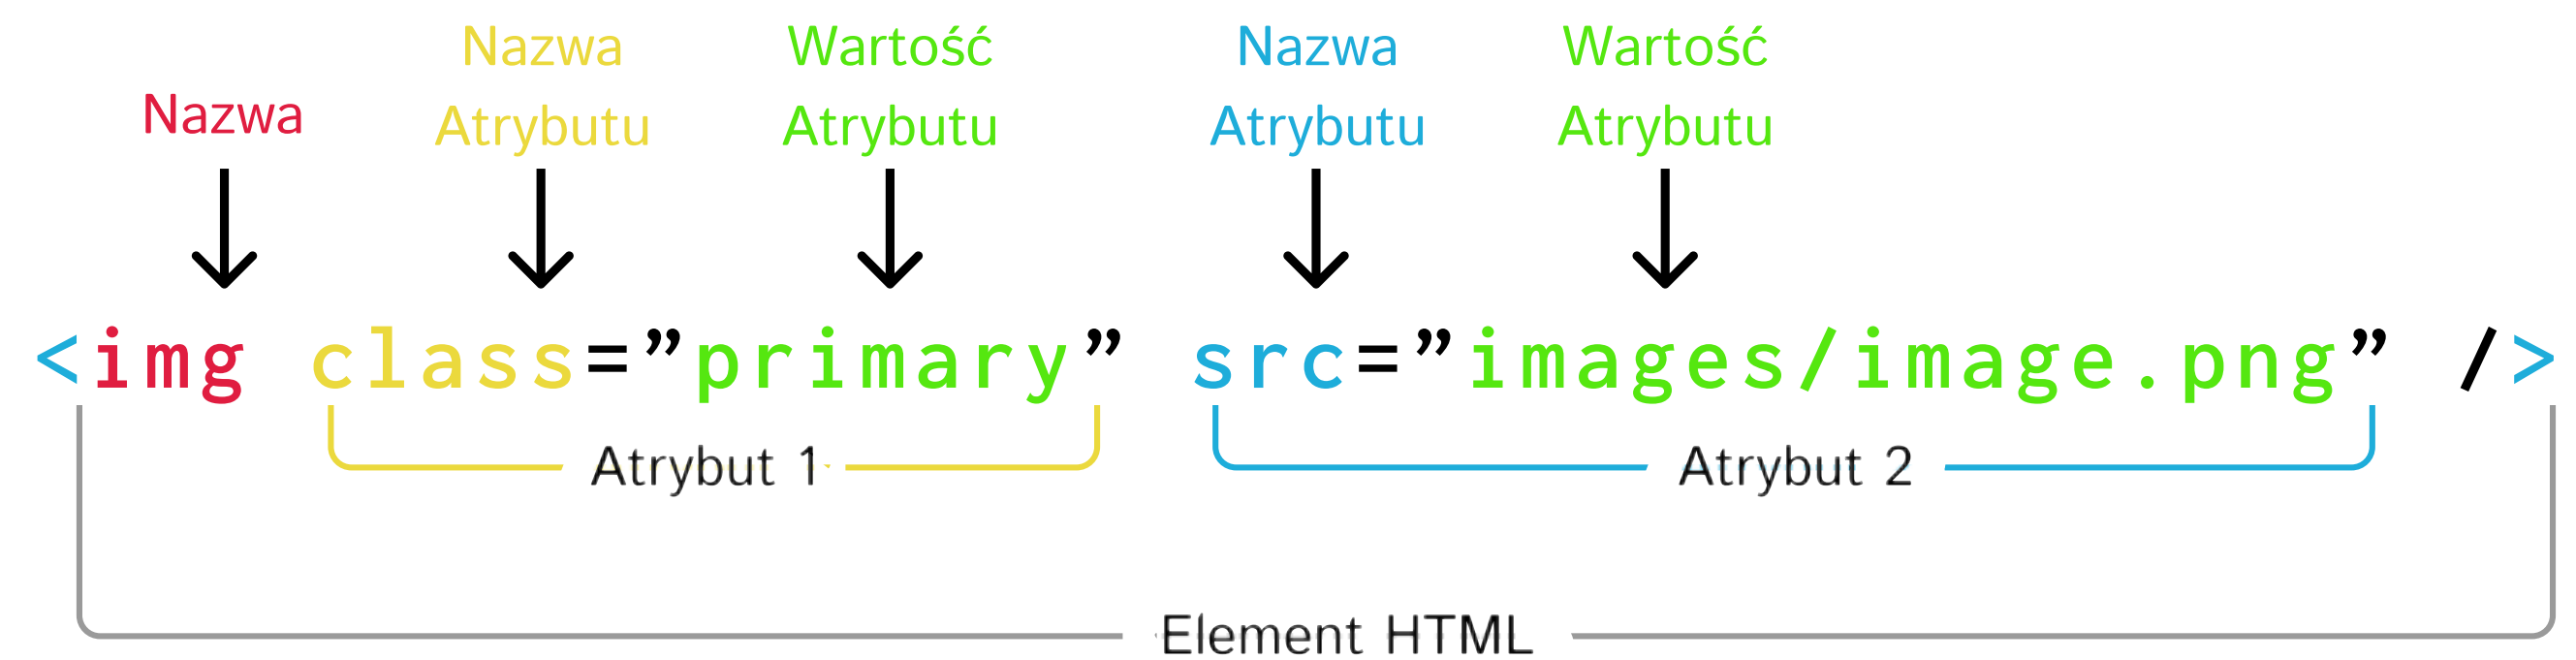 Nazwa
Nazwa
Atrybutu
Wartość
Atrybutu
Nazwa
Atrybutu
Wartość
Atrybutu
<img class=”primary” src=”images/image.png” />
Atrybut 1
Atrybut 2
Element HTML